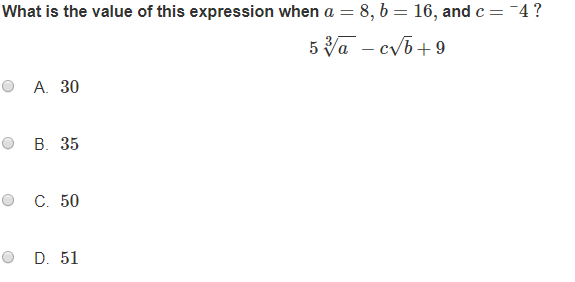 What is the value of this expression when a = 8, b = 16, and c = ⁻4 ?
5 ∛a − c√b + 9
A. 30
B. 35
C. 50
D. 51